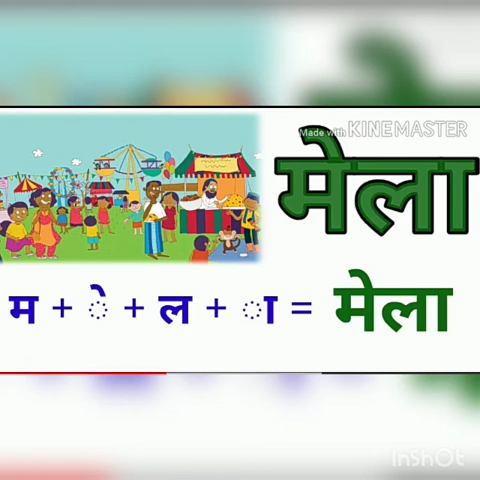 Made with KINEMASTER
मेला
म + े + ल + ा = मेला
InShOt